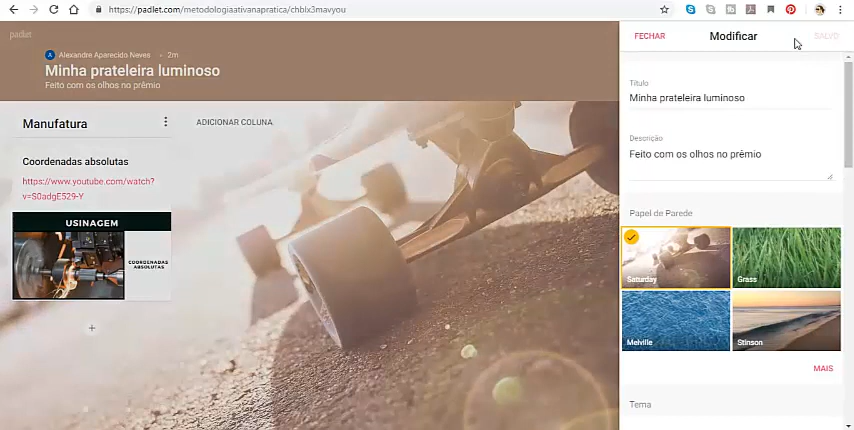 https://padlet.com/metodologiaativanapratica/chblx3mavyou
padlet
Alexandre Aparecido Neves • 2m
Minha prateleira luminoso
Feito com os olhos no prêmio
Manufatura
ADICIONAR COLUNA
Coordenadas absolutas
https://www.youtube.com/watch?
v=S0adgE529-Y
USINAGEM
COORDENADAS
ABSOLUTAS
FECHAR
Modificar
SALVO
Título
Minha prateleira luminoso
Descrição
Feito com os olhos no prêmio
Papel de Parede
Saturday
Grass
Melville
Stinson
MAIS
Tema